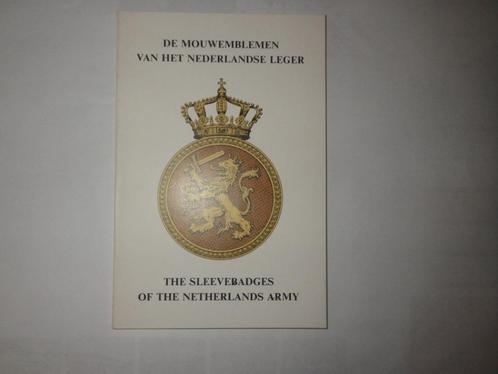 DE MOUWEMBLEMEN
VAN HET NEDERLANDSE LEGER
THE SLEEVEBADGES
OF THE NETHERLANDS ARMY